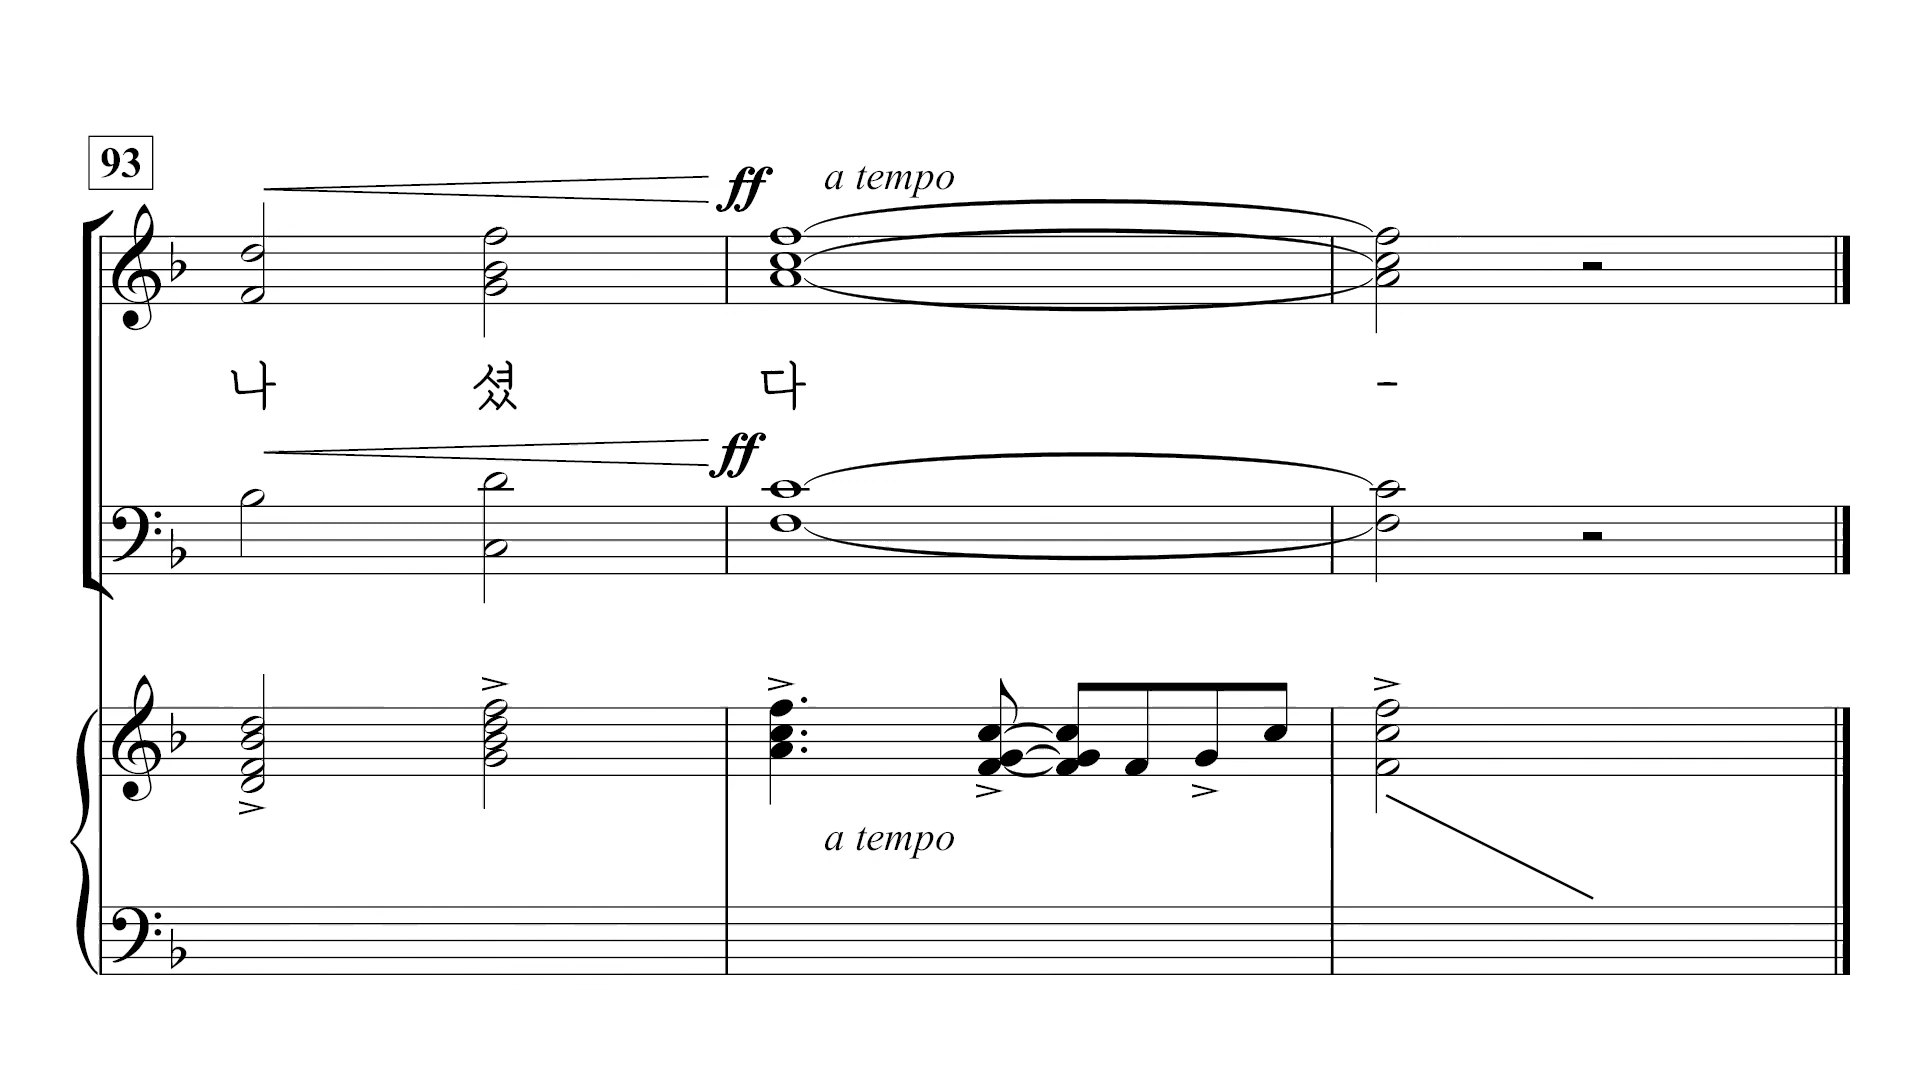 93
ff a tempo
나 셨 다 -
ff
a tempo